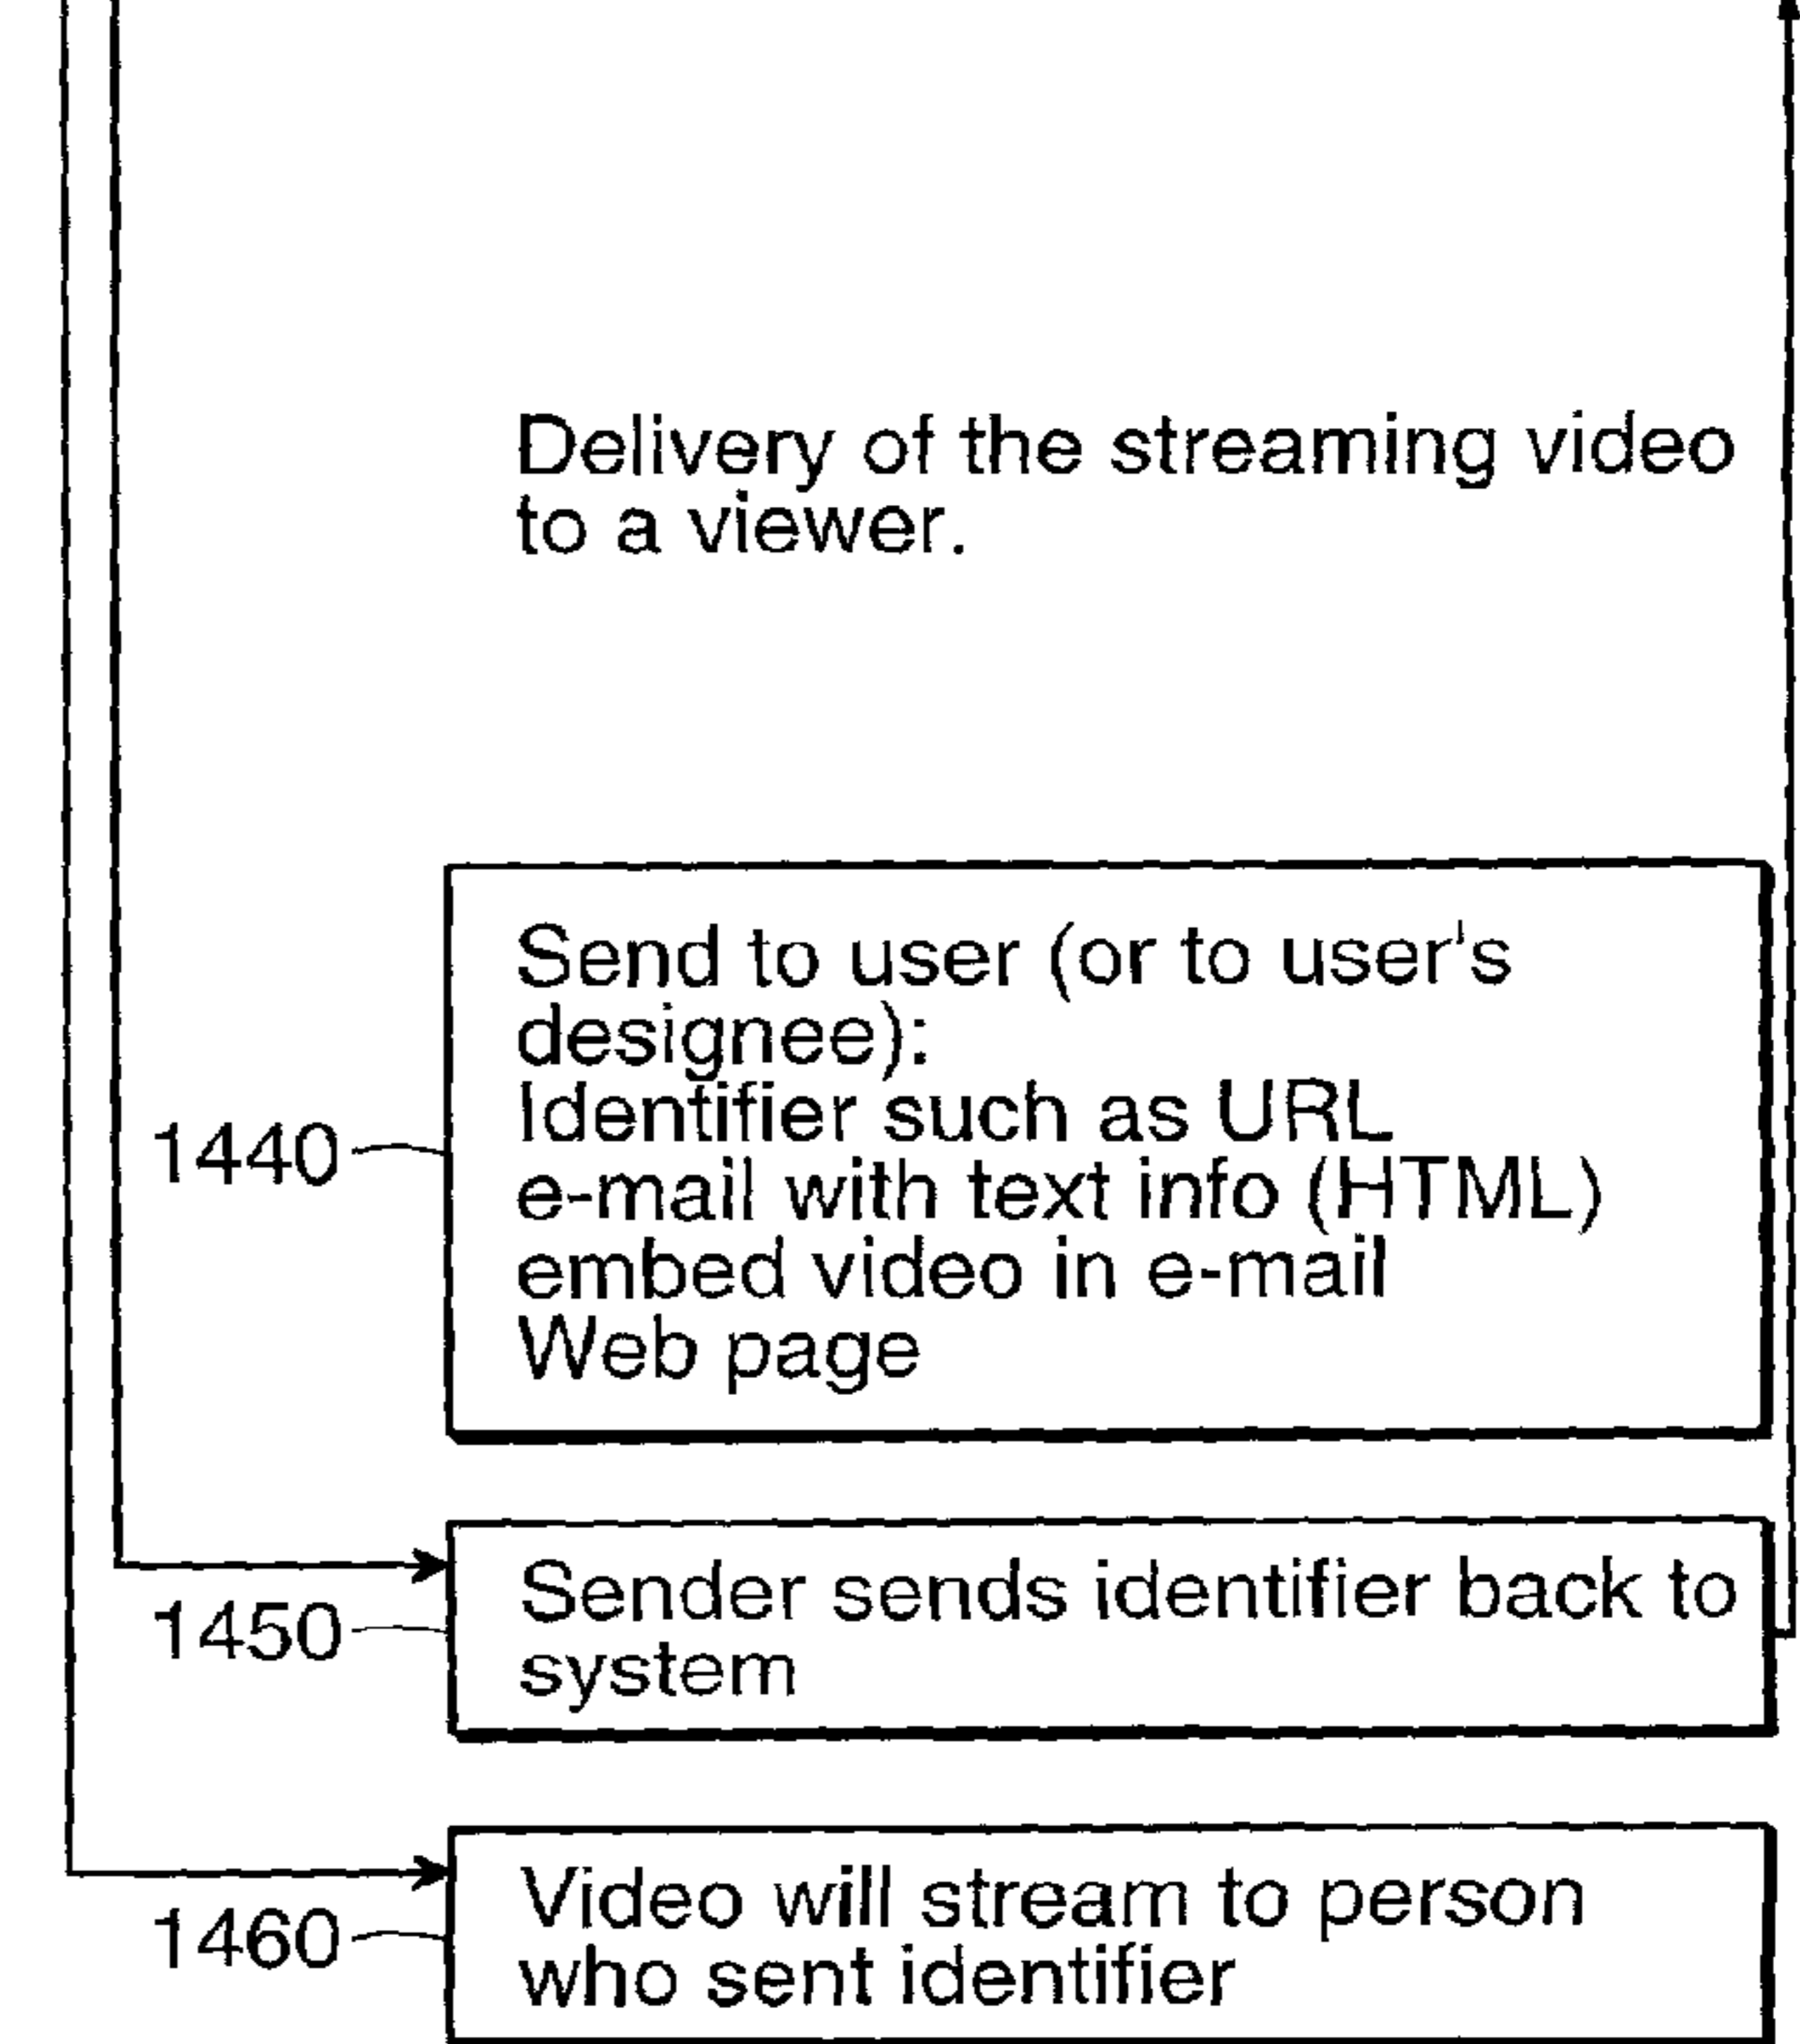 Delivery of the streaming video
to a viewer.
Send to user (or to user's
designee):
Identifier such as URL
1440
e-mail with text info (HTML)
embed video in e-mail
Web page
Sender sends identifier back to
1450
system
Video will stream to person
1460
who sent identifier